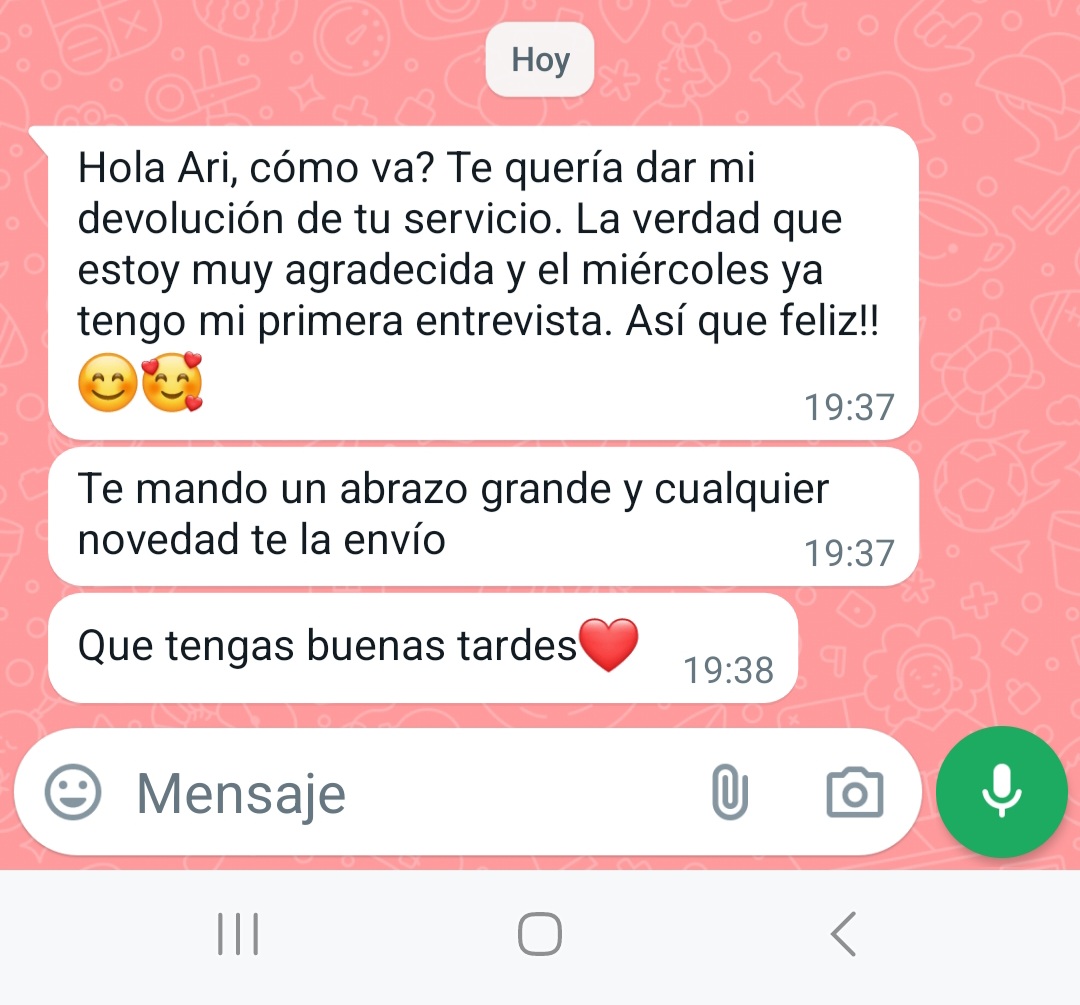 Hoy
Hola Ari, cómo va? Te quería dar mi
devolución de tu servicio. La verdad que
estoy muy agradecida y el miércoles ya
tengo mi primera entrevista. Así que feliz!!
😊🥰
19:37
Te mando un abrazo grande y cualquier
novedad te la envío
19:37
Que tengas buenas tardes❤️
19:38
Mensaje